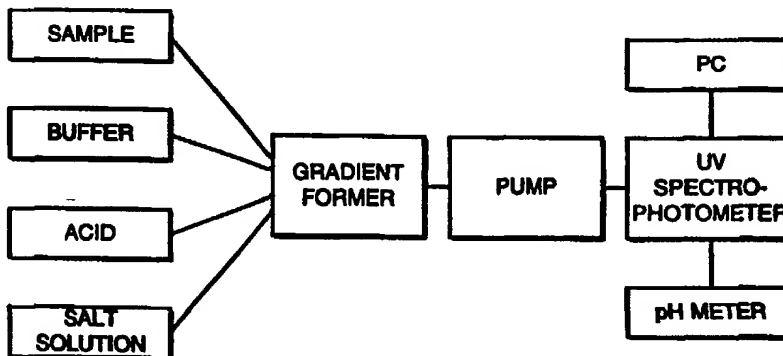 SAMPLE
BUFFER
ACID
SALT
SOLUTION
GRADIENT
FORMER
PUMP
PC
UV
SPECTRO-
PHOTOMETER
pH METER